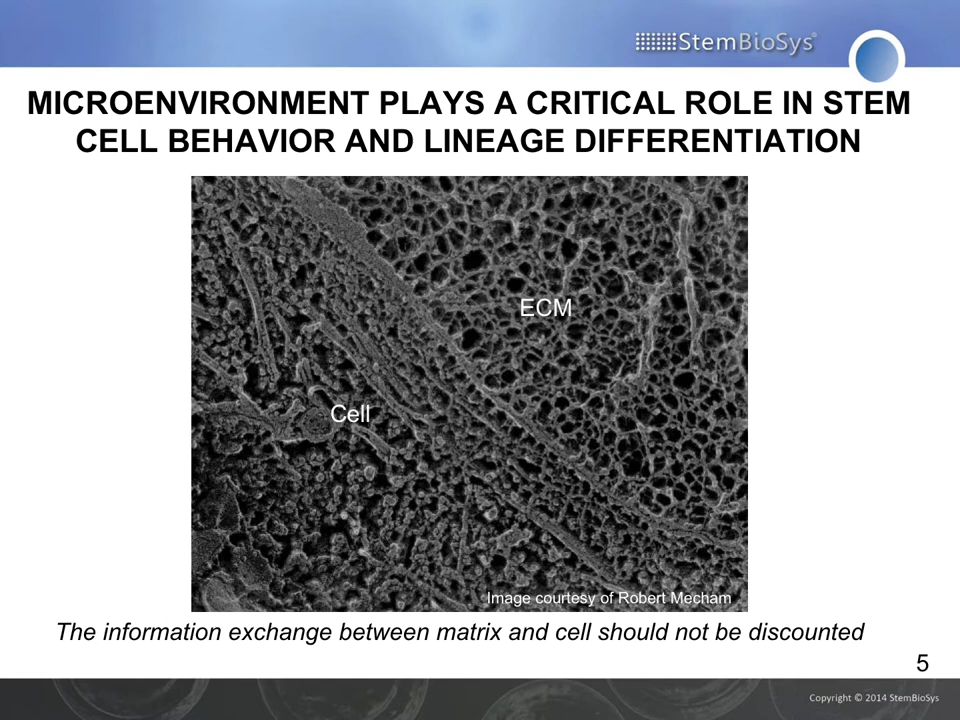 StemBioSys®
MICROENVIRONMENT PLAYS A CRITICAL ROLE IN STEM
CELL BEHAVIOR AND LINEAGE DIFFERENTIATION
ECM
Cell
Image courtesy of Robert Mecham
The information exchange between matrix and cell should not be discounted
5
Copyright © 2014 StemBioSys